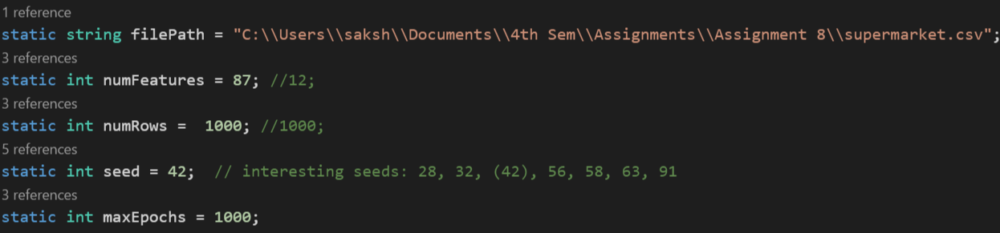 1 reference
static string filePath = "C:\\Users\\saksh\\Documents\\4th Sem\\Assignments\\Assignment 8\\supermarket.csv";
3 references
static int numFeatures = 87; //12;
3 references
static int numRows =  1000; //1000;
5 references
static int seed = 42;  // interesting seeds: 28, 32, (42), 56, 58, 63, 91
3 references
static int maxEpochs = 1000;